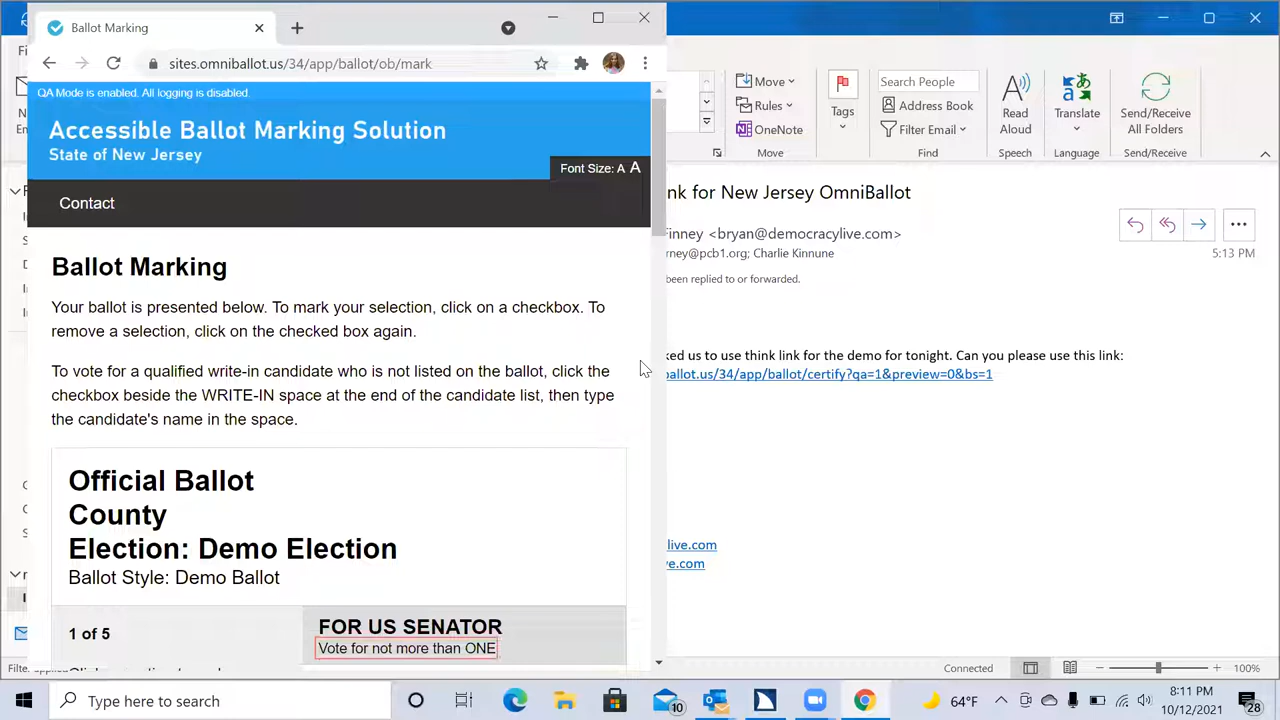 Ballot Marking
sites.omniballot.us/34/app/ballot/ob/mark
QA Mode is enabled. All logging is disabled.
Accessible Ballot Marking Solution
State of New Jersey
Font Size: A A
Contact
Ballot Marking
Your ballot is presented below. To mark your selection, click on a checkbox. To
remove a selection, click on the checked box again.
To vote for a qualified write-in candidate who is not listed on the ballot, click the
checkbox beside the WRITE-IN space at the end of the candidate list, then type
the candidate's name in the space.
Official Ballot
County
Election: Demo Election
Ballot Style: Demo Ballot
1 of 5
FOR US SENATOR
Vote for not more than ONE
Move
Rules
OneNote
Move
Tags
Search People
Address Book
Filter Email
Find
Read
Aloud
Speech
Translate
Language
Send/Receive
All Folders
Send/Receive
nk for New Jersey OmniBallot
inney <bryan@democracylive.com>
rney@pcb1.org; Charlie Kinnune
5:13 PM
been replied to or forwarded.
ked us to use think link for the demo for tonight. Can you please use this link:
ballot.us/34/app/ballot/certify?qa=1&preview=0&bs=1
live.com
ve.com
Connected
100%
Type here to search
10
64°F
8:11 PM
10/12/2021
28